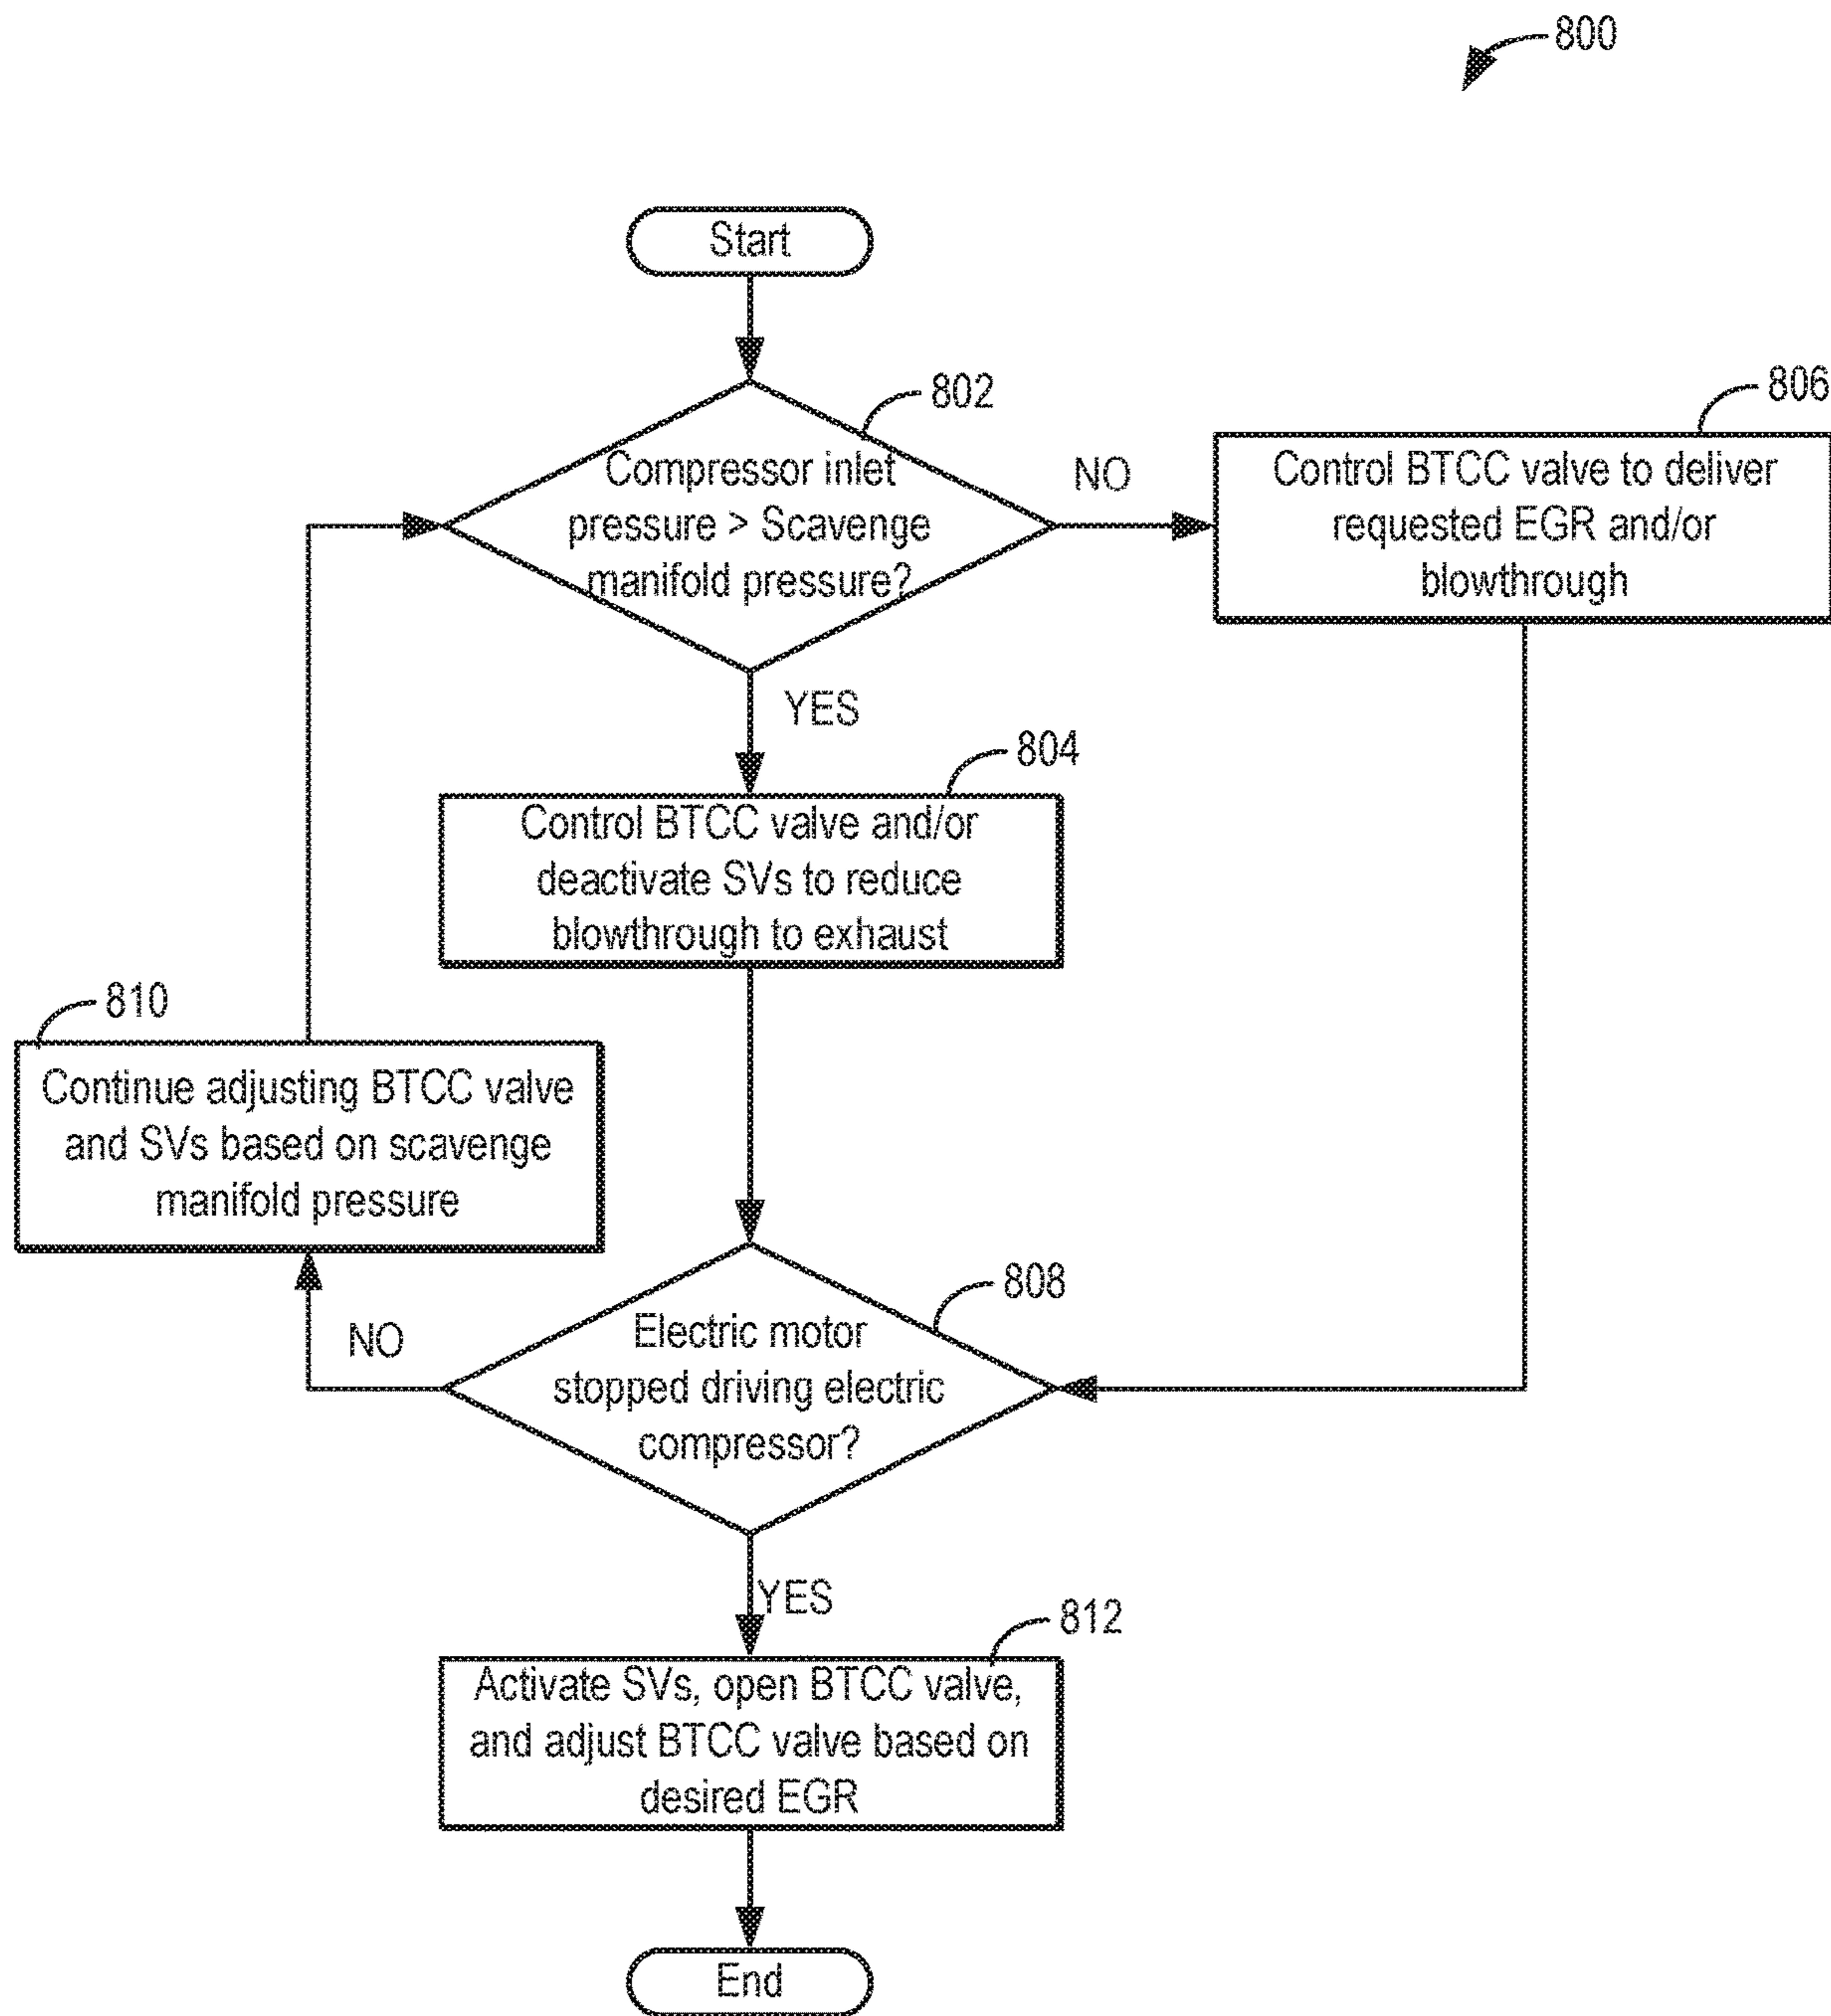 800
Start
802
Compressor inlet
pressure > Scavenge
manifold pressure?
NO
806
Control BTCC valve to deliver
requested EGR and/or
blowthrough
YES
804
Control BTCC valve and/or
deactivate SVs to reduce
blowthrough to exhaust
810
Continue adjusting BTCC valve
and SVs based on scavenge
manifold pressure
808
Electric motor
stopped driving electric
compressor?
NO
YES
812
Activate SVs, open BTCC valve,
and adjust BTCC valve based on
desired EGR
End